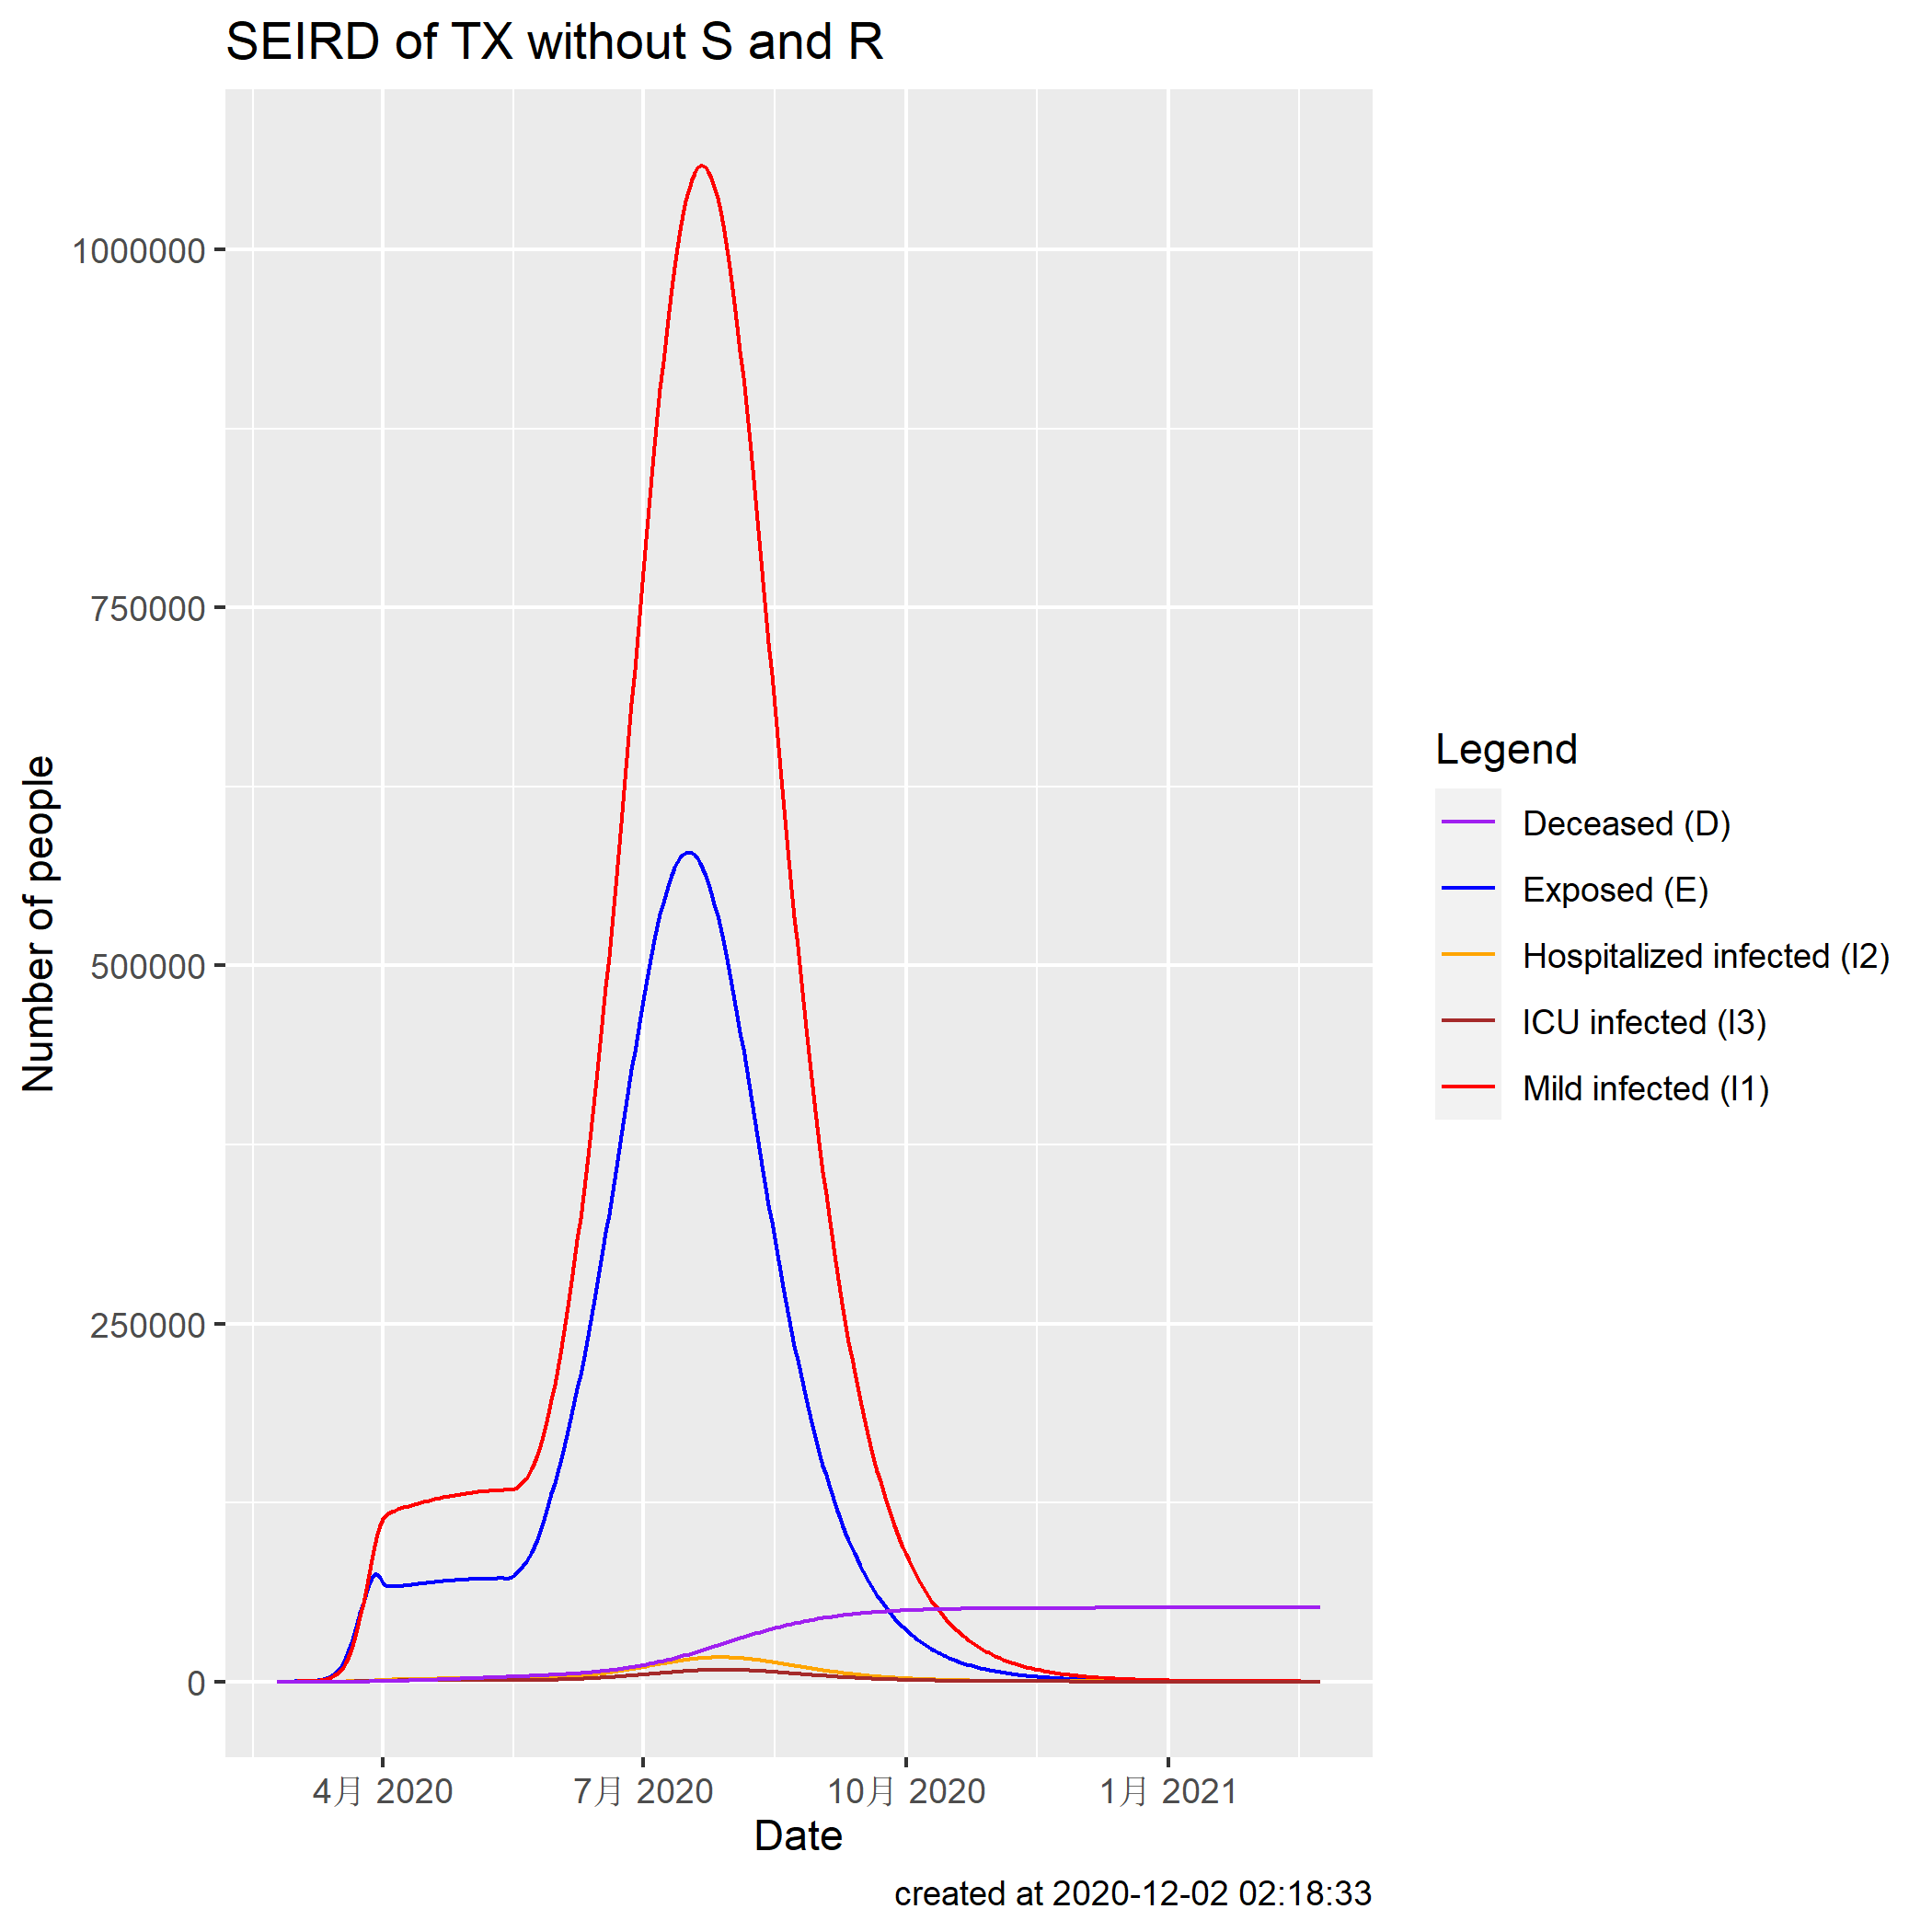 SEIRD of TX without S and R
1000000
750000
500000
250000
0
Number of people
4月 2020
7月 2020
10月 2020
1月 2021
Date
Legend
Deceased (D)
Exposed (E)
Hospitalized infected (I2)
ICU infected (I3)
Mild infected (I1)
created at 2020-12-02 02:18:33